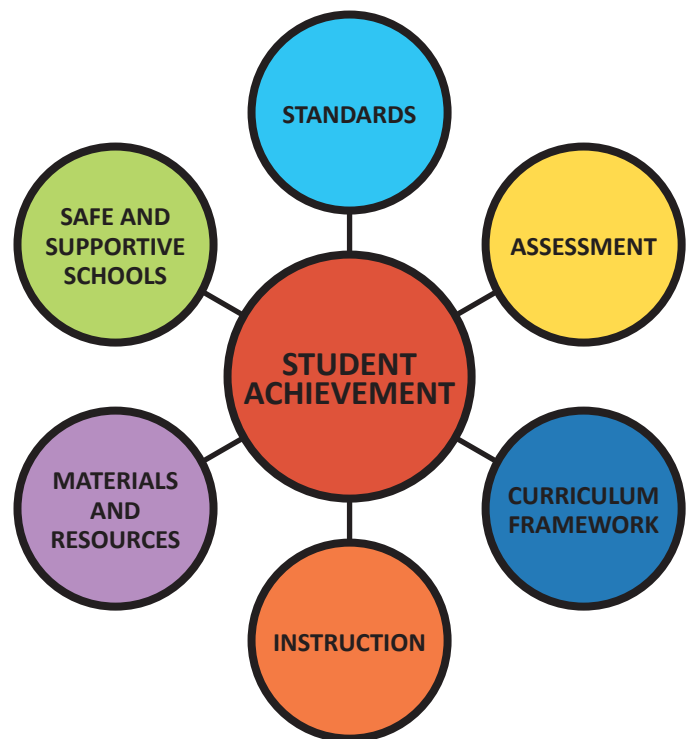 STANDARDS
ASSESSMENT
CURRICULUM
FRAMEWORK
INSTRUCTION
MATERIALS
AND
RESOURCES
SAFE AND
SUPPORTIVE
SCHOOLS
STUDENT
ACHIEVEMENT